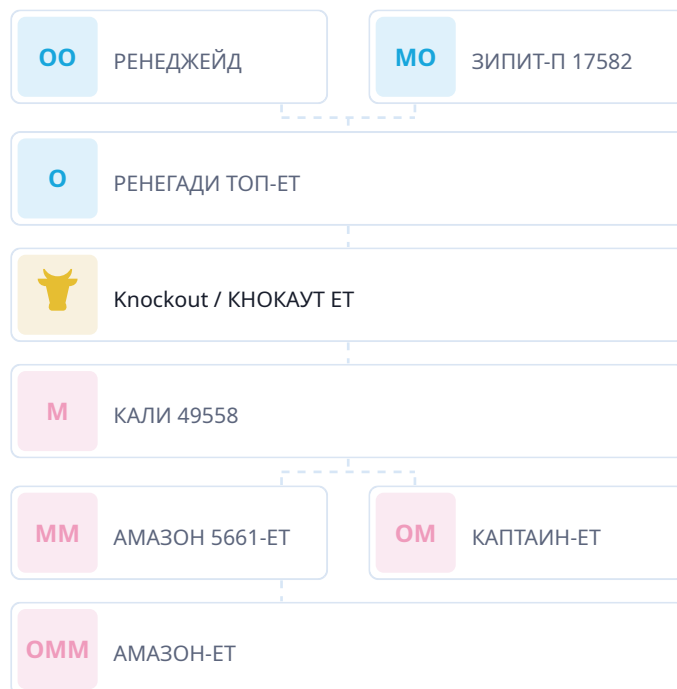 ОО РЕНЕДЖЕЙД МО ЗИПИТ-П 17582
О РЕНЕГАДИ ТОП-ЕТ
Knockout / КНОКАУТ ЕТ
М КАЛИ 49558
ММ АМАЗОН 5661-ЕТ ОМ КАПТАИН-ЕТ
ОММ АМАЗОН-ЕТ